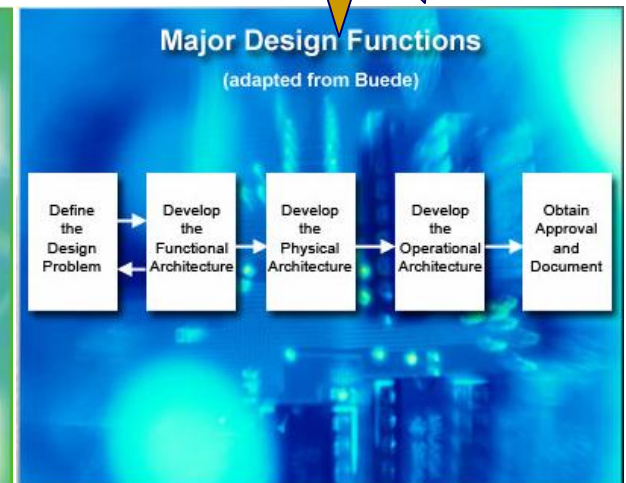 Major Design Functions
(adapted from Buede)
Define
the
Design
Problem
Develop
the
Functional
Architecture
Develop
the
Physical
Architecture
Develop
the
Operational
Architecture
Obtain
Approval
and
Document